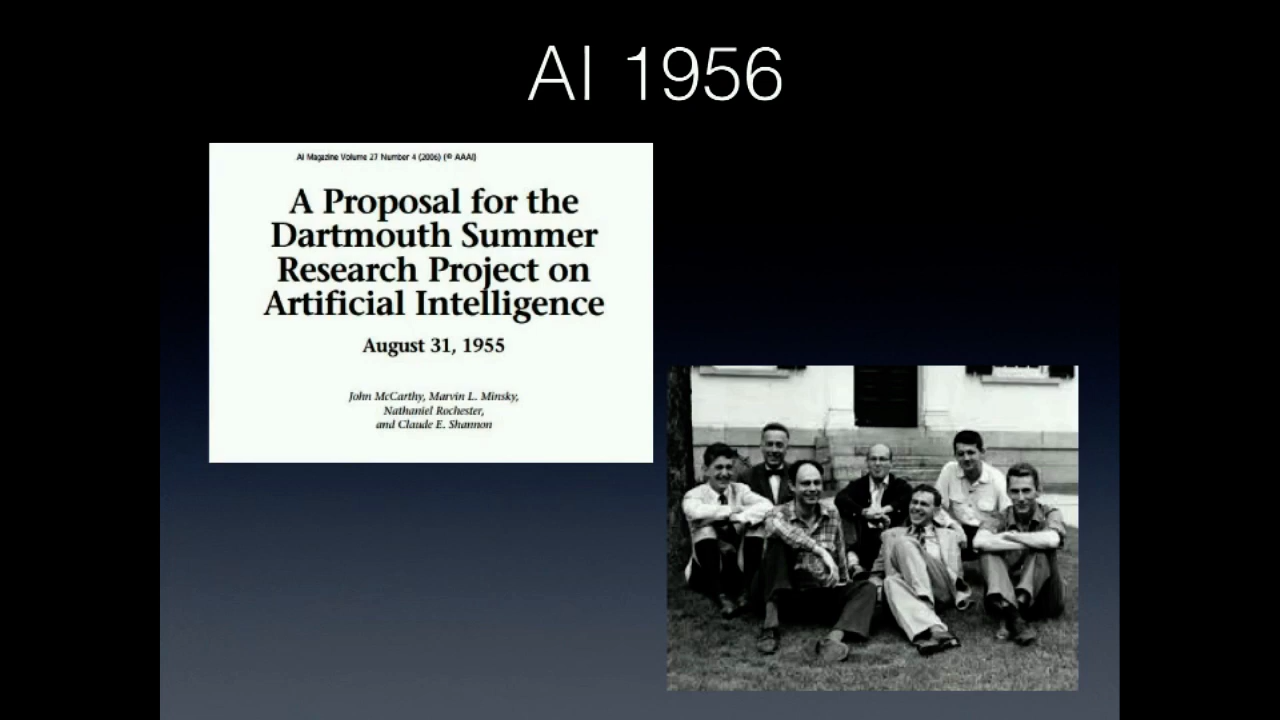 AI 1956
AI Magazine Volume 27 Number 4 (2006) (© AAAI)
A Proposal for the
Dartmouth Summer
Research Project on
Artificial Intelligence
August 31, 1955
John McCarthy, Marvin L. Minsky,
Nathaniel Rochester,
and Claude E. Shannon